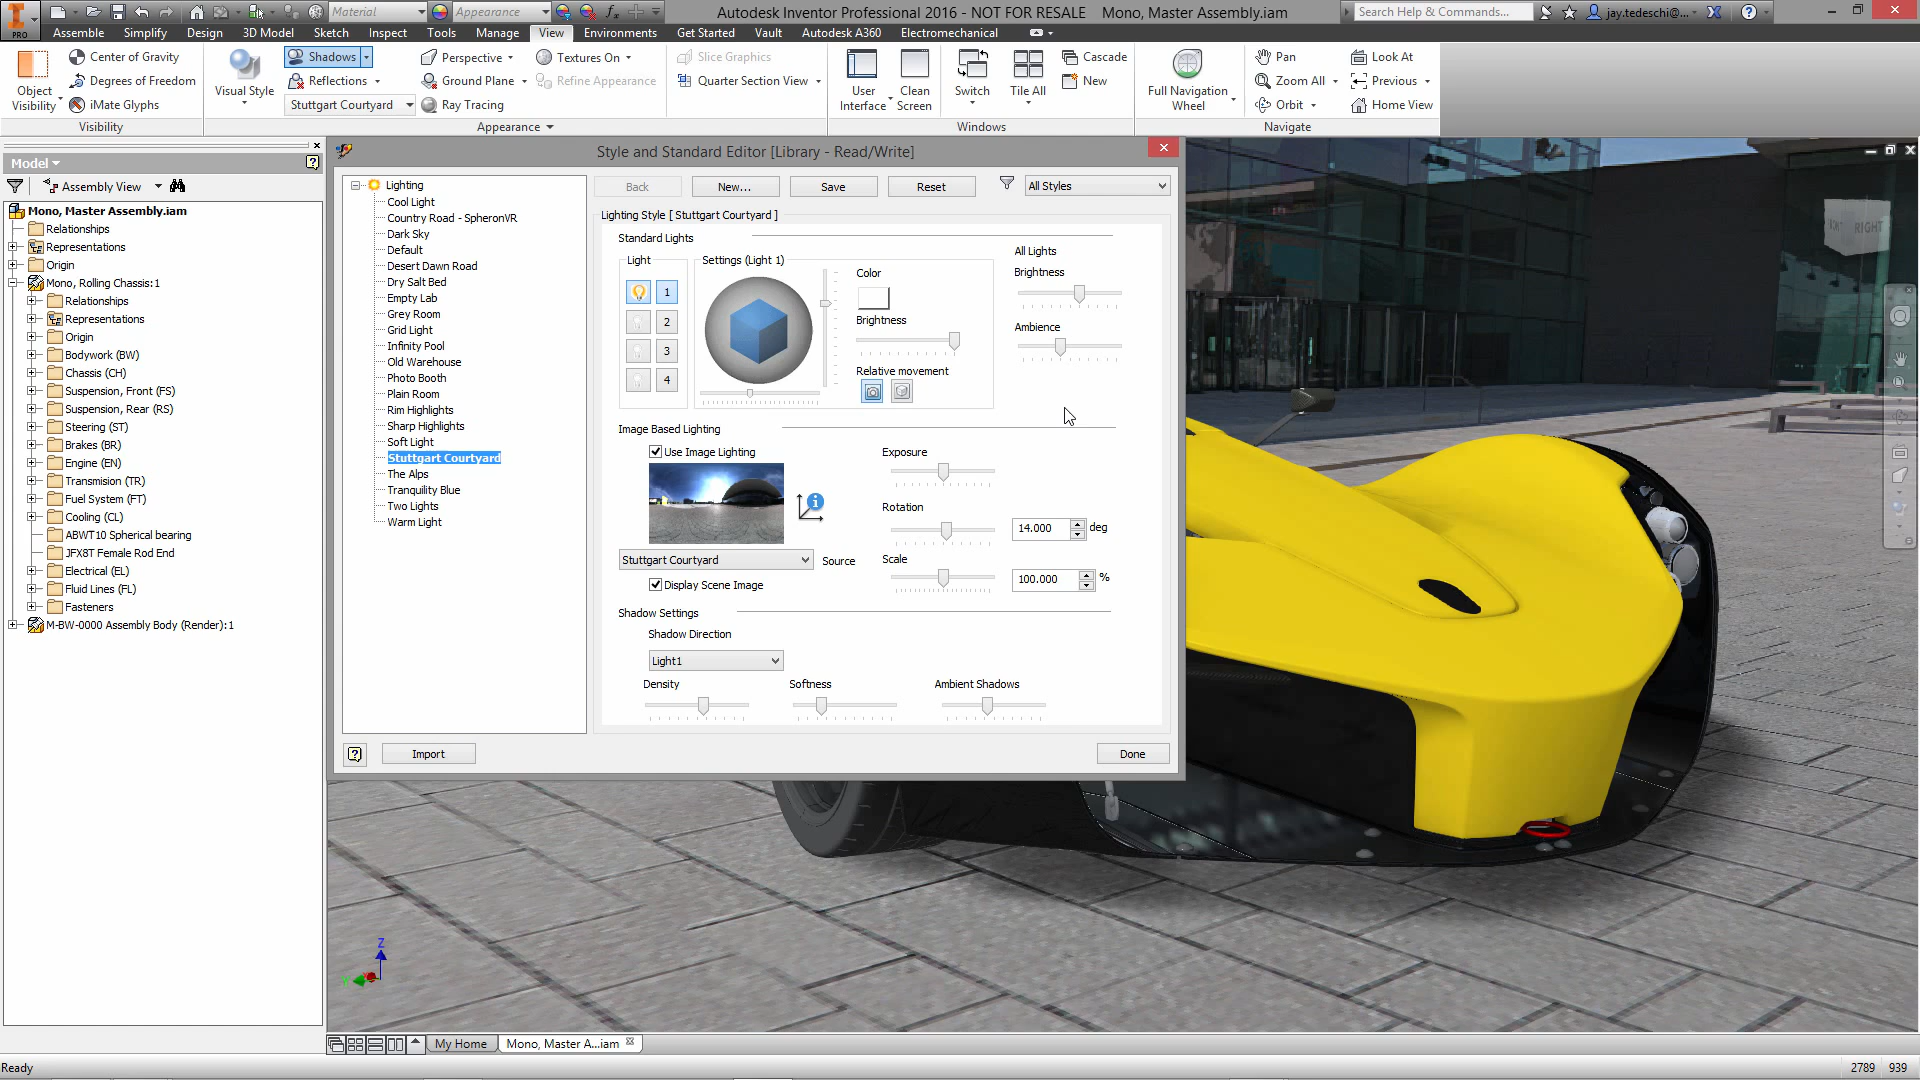 Material
Appearance
Autodesk Inventor Professional 2016 - NOT FOR RESALE Mono, Master Assembly.iam
Search Help & Commands...
jay.tedeschi@...
PRO
Assemble Simplify Design 3D Model Sketch Inspect Tools Manage View Environments Get Started Vault Autodesk A360 Electromechanical
Object Visibility
Center of Gravity
Degrees of Freedom
iMate Glyphs
Visibility
Visual Style
Shadows
Reflections
Stuttgart Courtyard
Perspective
Ground Plane
Ray Tracing
Textures On
Refine Appearance
Appearance
Slice Graphics
Quarter Section View
User Interface
Clean Screen
Switch
Tile All
Cascade
New
Windows
Full Navigation Wheel
Pan
Zoom All
Orbit
Look At
Previous
Home View
Navigate
Model
Assembly View
Mono, Master Assembly.iam
Relationships
Representations
Origin
Mono, Rolling Chassis:1
Relationships
Representations
Origin
Bodywork (BW)
Chassis (CH)
Suspension, Front (FS)
Suspension, Rear (RS)
Steering (ST)
Brakes (BR)
Engine (EN)
Transmision (TR)
Fuel System (FT)
Cooling (CL)
ABWT10 Spherical bearing
JFX8T Female Rod End
Electrical (EL)
Fluid Lines (FL)
Fasteners
M-BW-0000 Assembly Body (Render):1
Style and Standard Editor [Library - Read/Write]
Lighting
Cool Light
Country Road - SpheronVR
Dark Sky
Default
Desert Dawn Road
Dry Salt Bed
Empty Lab
Grey Room
Grid Light
Infinity Pool
Old Warehouse
Photo Booth
Plain Room
Rim Highlights
Sharp Highlights
Soft Light
Stuttgart Courtyard
The Alps
Tranquility Blue
Two Lights
Warm Light
Back
New...
Save
Reset
All Styles
Lighting Style [ Stuttgart Courtyard ]
Standard Lights
Light
1
2
3
4
Settings (Light 1)
Color
Brightness
Relative movement
All Lights
Brightness
Ambience
Image Based Lighting
Use Image Lighting
Stuttgart Courtyard
Source
Display Scene Image
Exposure
Rotation
14.000 deg
Scale
100.000 %
Shadow Settings
Shadow Direction
Light1
Density
Softness
Ambient Shadows
Import
Done
RIGHT
Z
Y
My Home
Mono, Master A...iam
Ready
2789 939